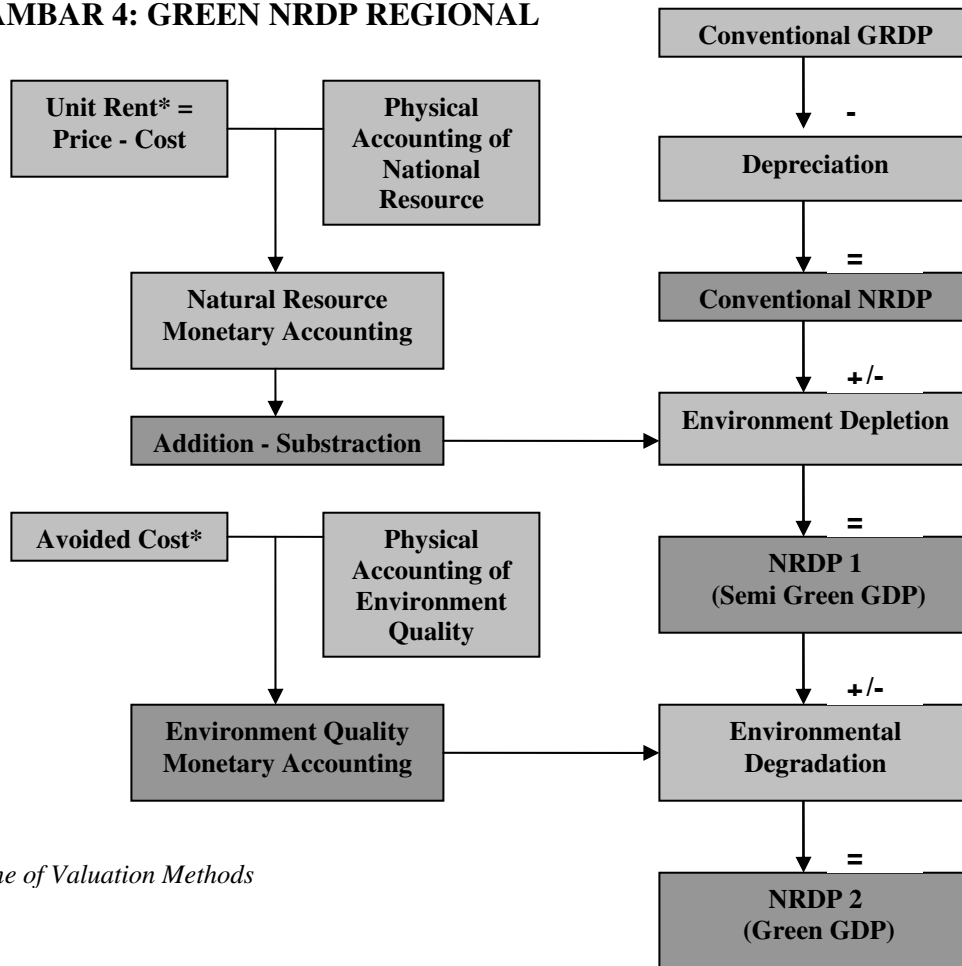 AMBAR 4: GREEN NRDP REGIONAL
Conventional GRDP
-
Unit Rent* =
Price - Cost
Physical
Accounting of
National
Resource
Depreciation
=
Natural Resource
Monetary Accounting
Conventional NRDP
+/-
Addition - Substraction
Environment Depletion
=
Avoided Cost*
Physical
Accounting of
Environment
Quality
NRDP 1
(Semi Green GDP)
+/-
Environment Quality
Monetary Accounting
Environmental
Degradation
=
of Valuation Methods
NRDP 2
(Green GDP)